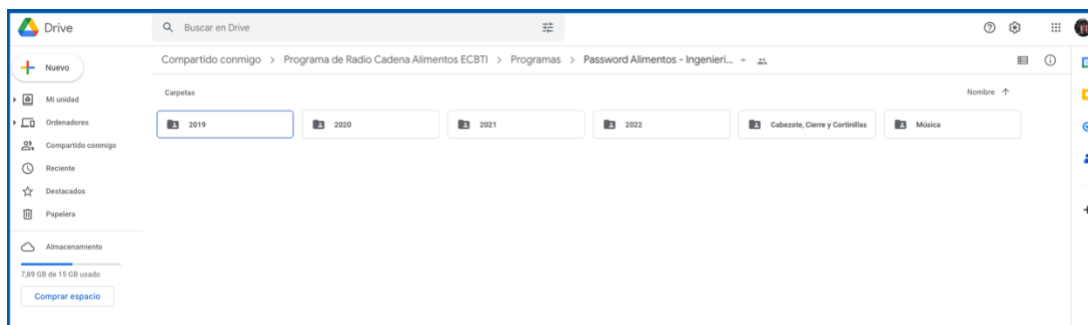 Drive
Buscar en Drive
Nuevo
Compartido conmigo > Programa de Radio Cadena Alimentos ECBTI > Programas > Password Alimentos - Ingenieri...
Carpetas
Nombre ↑
Mi unidad
Ordenadores
Compartido conmigo
Reciente
Destacados
Papelera
Almacenamiento
7,89 GB de 15 GB usado
Comprar espacio
2019
2020
2021
2022
Cabezote, Cierre y Cortinillas
Música